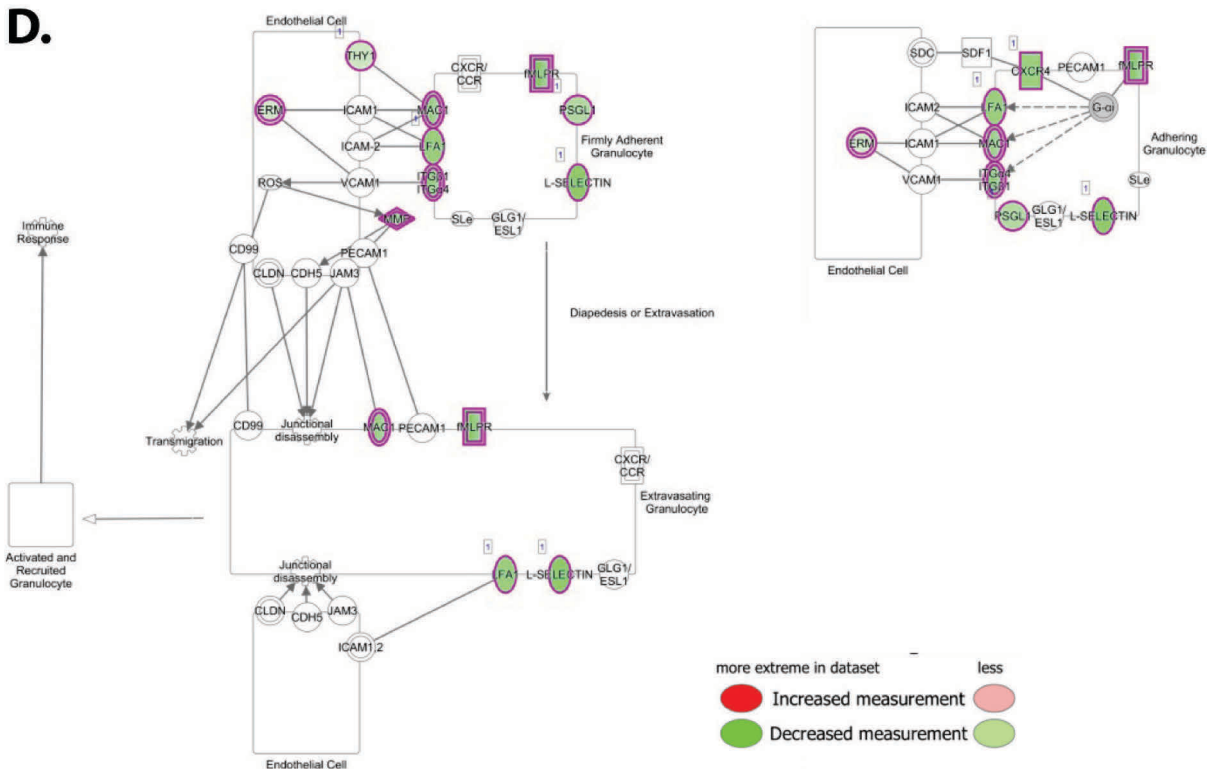 D.
Endothelial Cell
1
THY1
CXCR/
CCR
fMLPR
1
ERM
ICAM1
MAC1
1
PSGL1
ICAM-2
LFA1
Firmly Adherent
Granulocyte
1
ROS
VCAM1
ITGβ1
ITGα4
L-SELECTIN
MMP
SLe
GLG1/
ESL1
Immune
Response
CD99
PECAM1
CLDN
CDH5
JAM3
Diapedesis or Extravasation
Transmigration
CD99
Junctional
disassembly
MAC1
PECAM1
fMLPR
CXCR/
CCR
Extravasating
Granulocyte
Activated and
Recruited
Granulocyte
1
1
Junctional
disassembly
LFA1
L-SELECTIN
GLG1/
ESL1
CLDN
CDH5
JAM3
ICAM1,2
Endothelial Cell
SDC
SDF1
1
CXCR4
PECAM1
fMLPR
1
ICAM2
LFA1
G-αi
ERM
ICAM1
MAC1
Adhering
Granulocyte
VCAM1
ITGα4
ITGβ1
SLe
1
PSGL1
GLG1/
ESL1
L-SELECTIN
Endothelial Cell
more extreme in dataset
less
Increased measurement
Decreased measurement